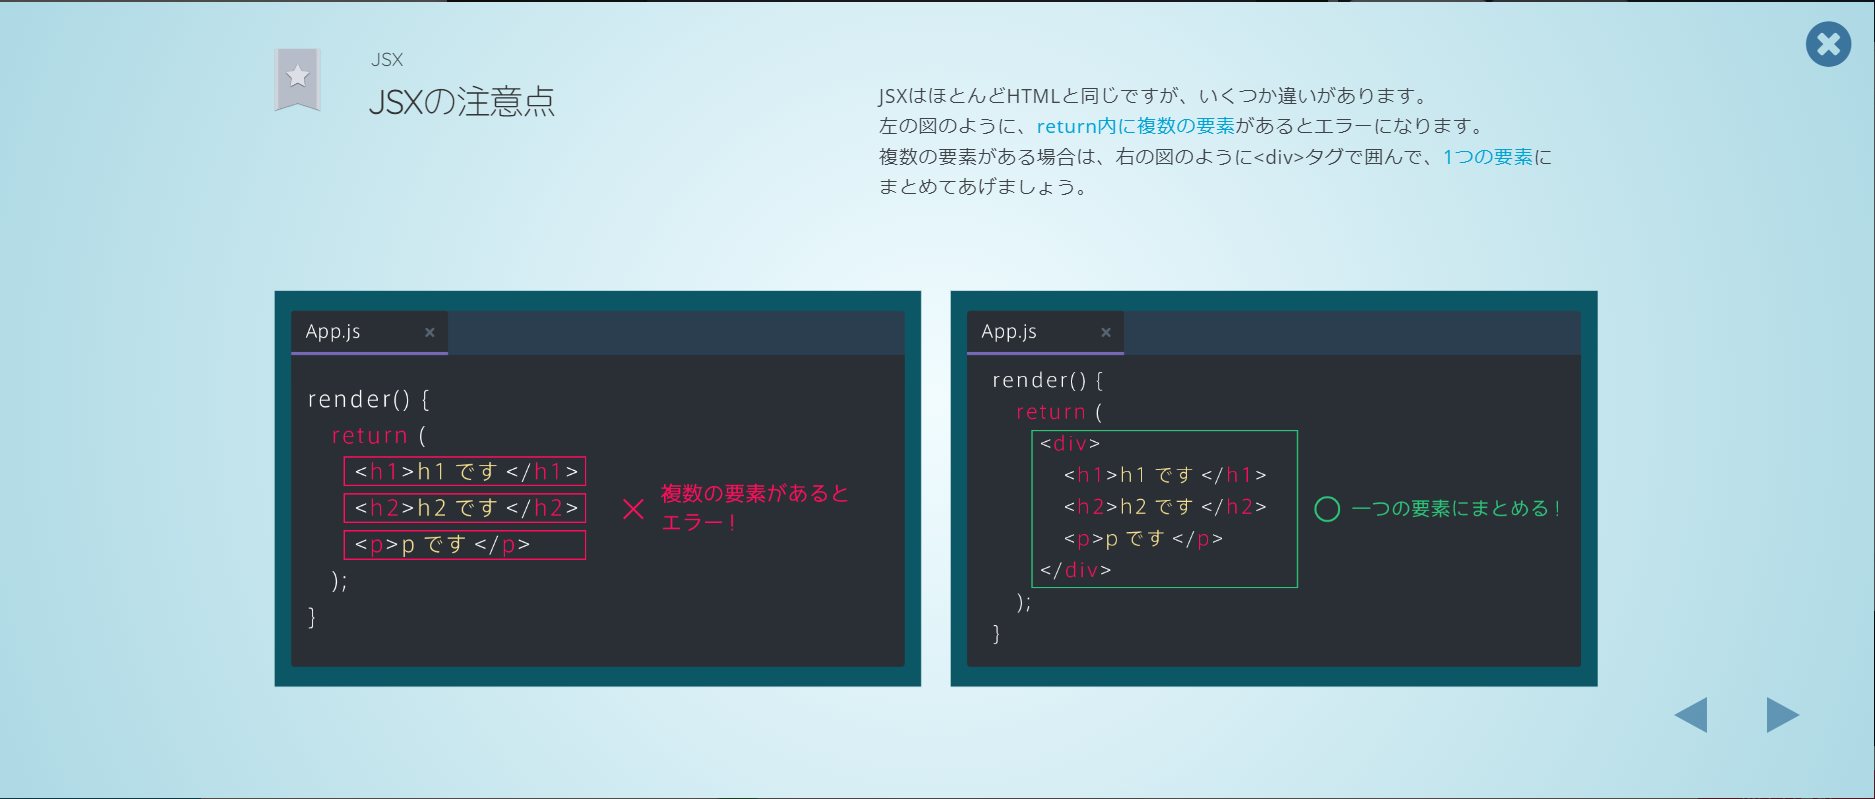 JSX
JSXの注意点
JSXはほとんどHTMLと同じですが、いくつか違いがあります。
左の図のように、return内に複数の要素があるとエラーになります。
複数の要素がある場合は、右の図のように<div>タグで囲んで、1つの要素に
まとめてあげましょう。
App.js ×
render() {
return (
<h1>h1 です </h1>
<h2>h2 です </h2>
<p>p です </p>
);
}
複数の要素があると
エラー！
App.js ×
render() {
return (
<div>
<h1>h1 です </h1>
<h2>h2 です </h2>
<p>p です </p>
</div>
);
}
一つの要素にまとめる！